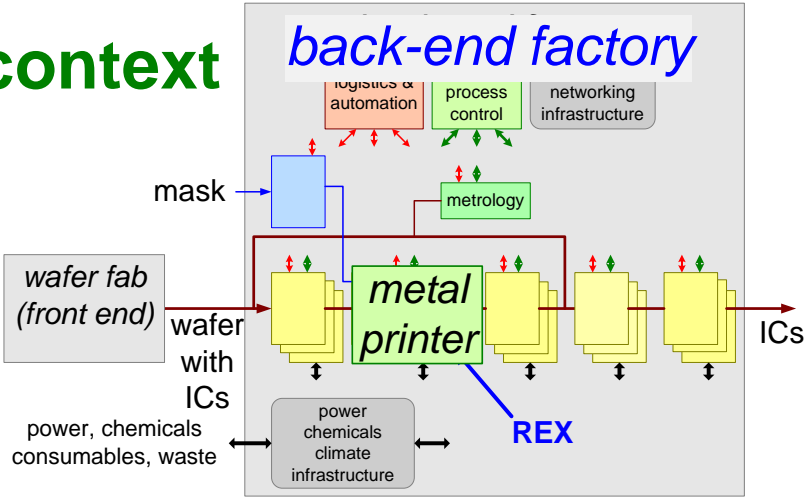 context
back-end factory
logistics &
automation
process
control
networking
infrastructure
mask
metrology
wafer fab
(front end)
metal
printer
wafer
with
ICs
ICs
power, chemicals
consumables, waste
power
chemicals
climate
infrastructure
REX